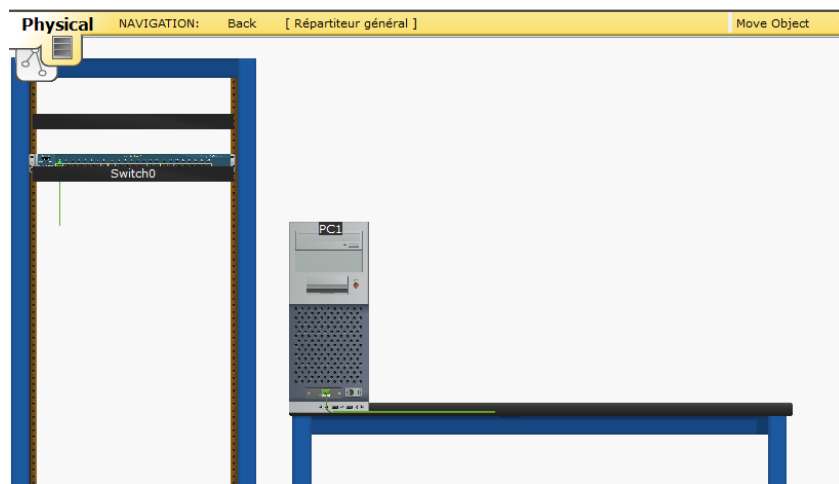 Physical NAVIGATION: Back [ Répartiteur général ] Move Object
Switch0
PC1